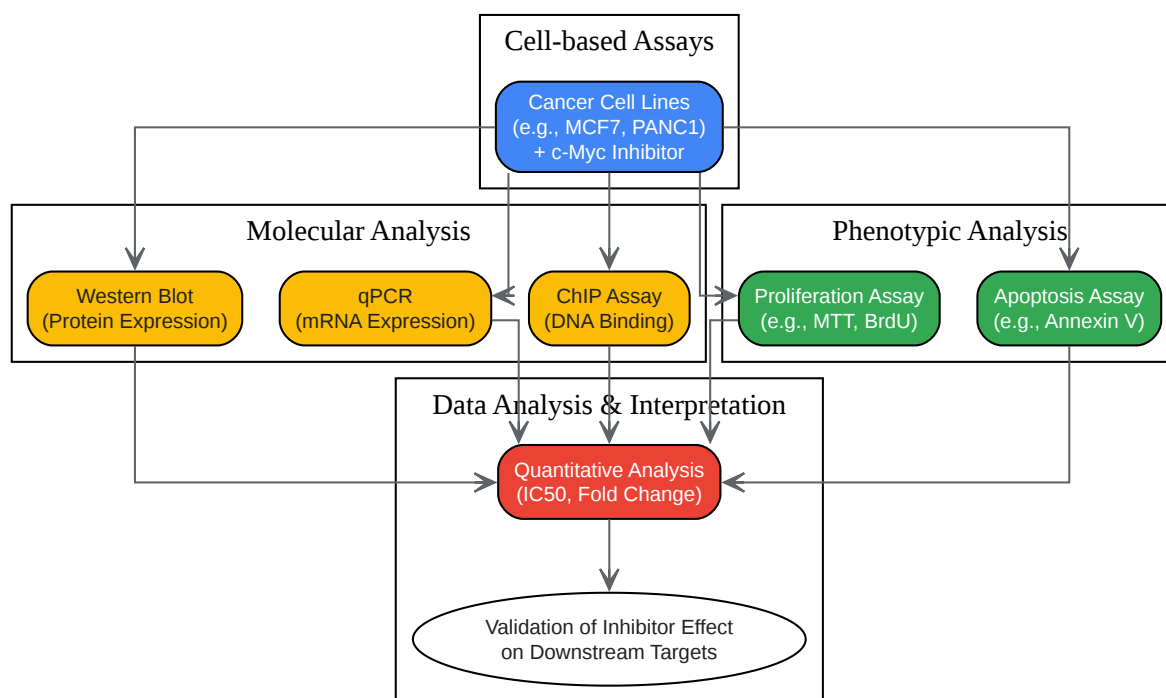 Cell-based Assays
Cancer Cell Lines
(e.g., MCF7, PANC1)
+ c-Myc Inhibitor
Molecular Analysis
Western Blot
(Protein Expression)
qPCR
(mRNA Expression)
ChIP Assay
(DNA Binding)
Phenotypic Analysis
Proliferation Assay
(e.g., MTT, BrdU)
Apoptosis Assay
(e.g., Annexin V)
Data Analysis & Interpretation
Quantitative Analysis
(IC50, Fold Change)
Validation of Inhibitor Effect
on Downstream Targets